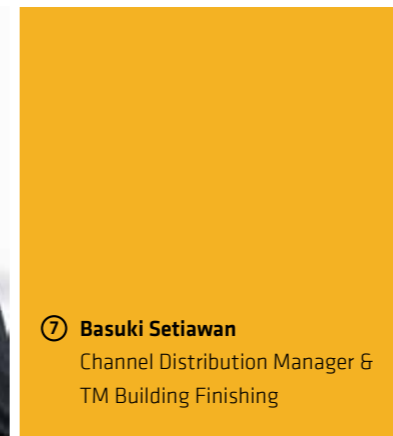 ⑦ Basuki Setiawan
Channel Distribution Manager &
TM Building Finishing